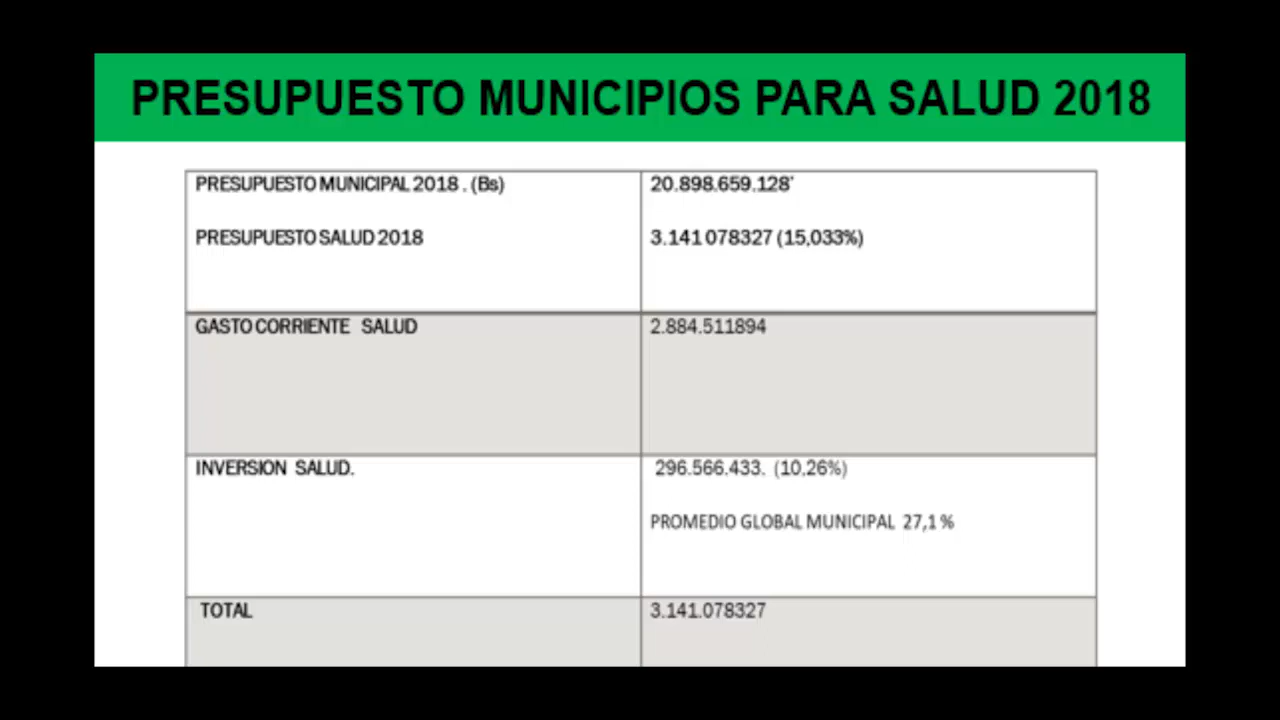 PRESUPUESTO MUNICIPIOS PARA SALUD 2018
PRESUPUESTO MUNICIPAL 2018 . (Bs)
20.898.659.128'
PRESUPUESTO SALUD 2018
3.141 078327 (15,033%)
GASTO CORRIENTE SALUD
2.884.511894
INVERSION SALUD.
296.566.433. (10,26%)
PROMEDIO GLOBAL MUNICIPAL 27,1 %
TOTAL
3.141.078327